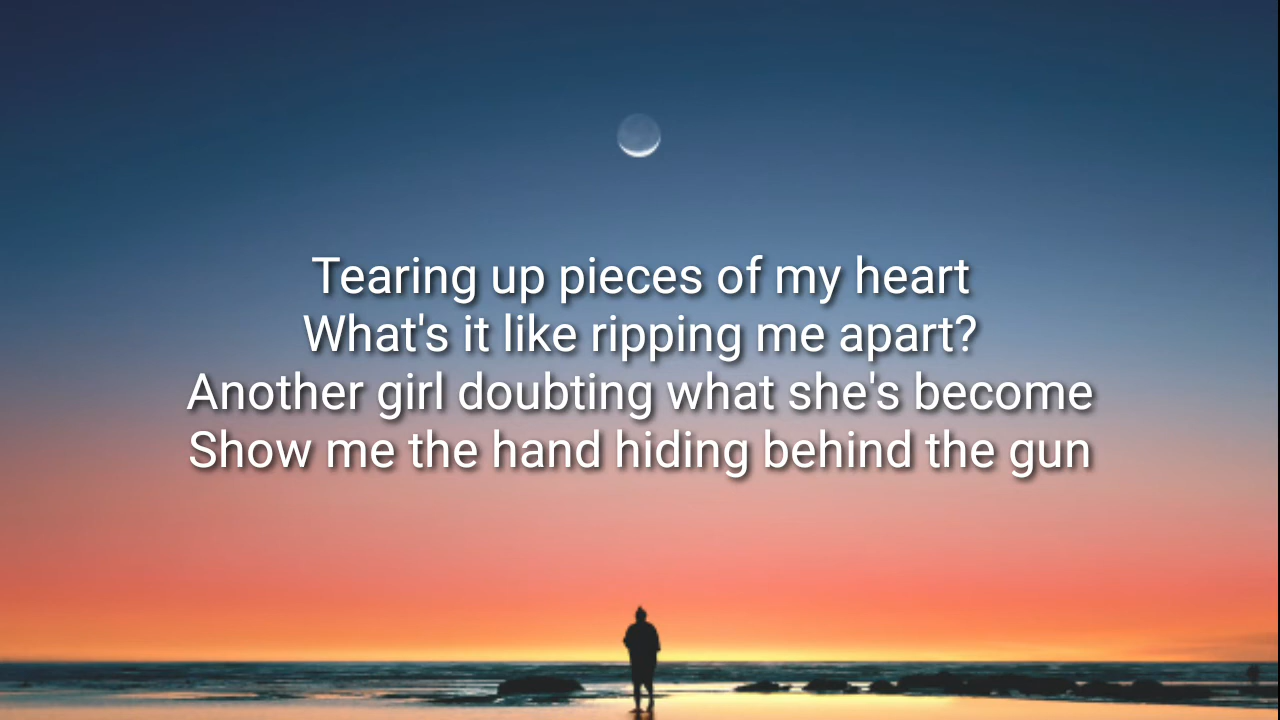 Tearing up pieces of my heart
What's it like ripping me apart?
Another girl doubting what she's become
Show me the hand hiding behind the gun